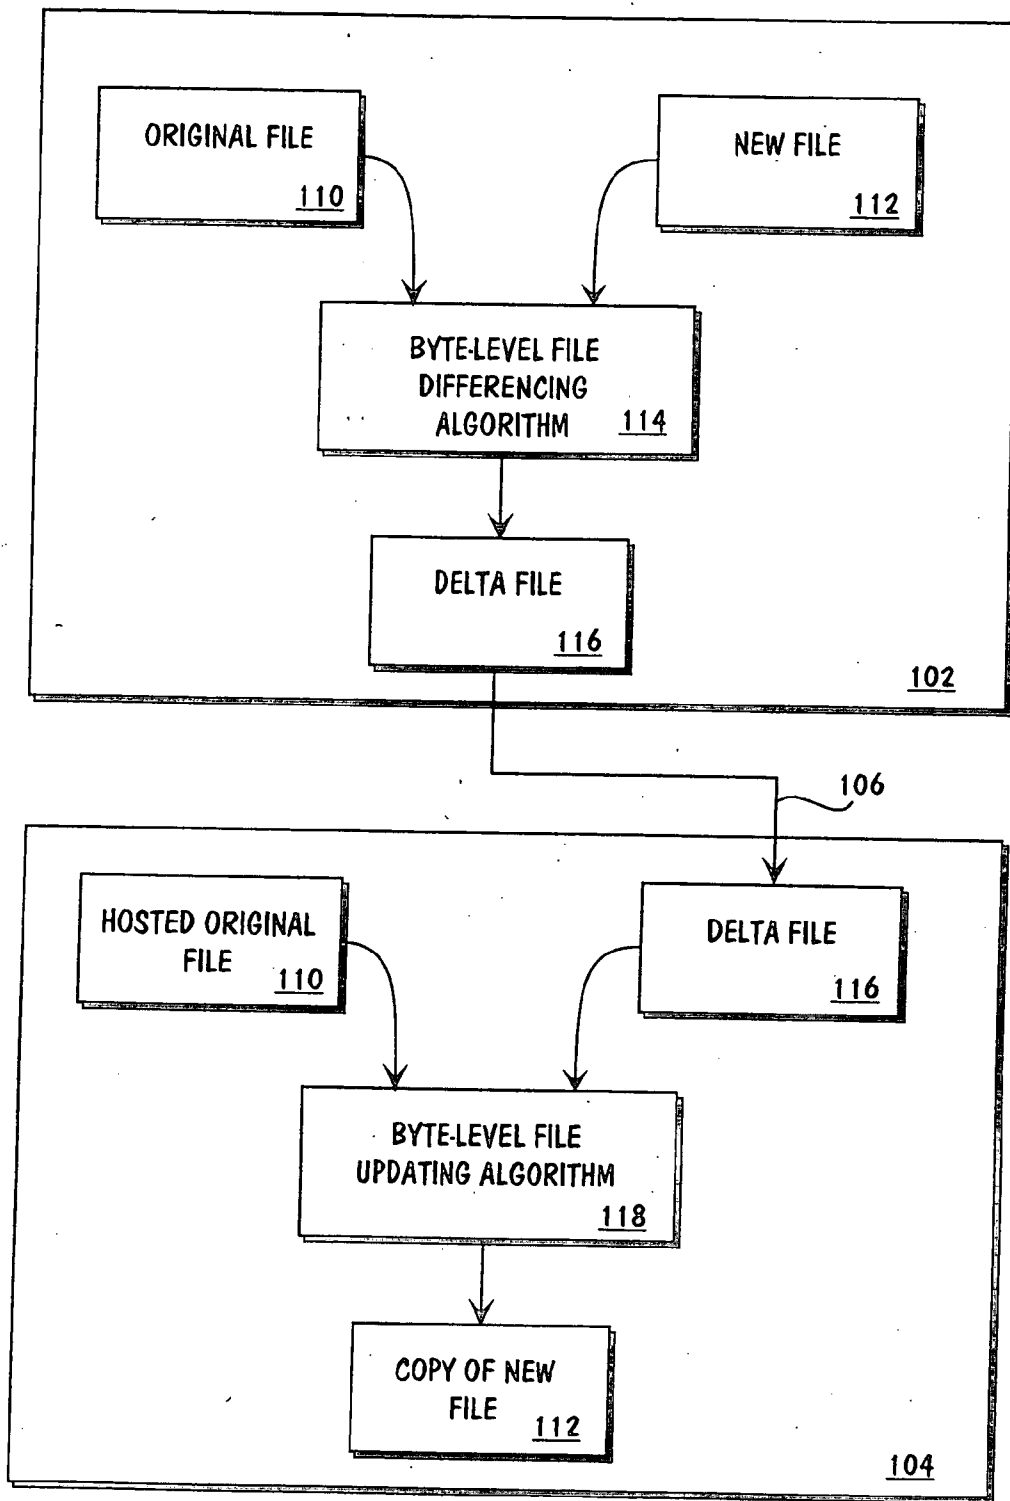 ORIGINAL FILE
110
NEW FILE
112
BYTE-LEVEL FILE
DIFFERENCING
ALGORITHM
114
DELTA FILE
116
102
106
HOSTED ORIGINAL
FILE
110
DELTA FILE
116
BYTE-LEVEL FILE
UPDATING ALGORITHM
118
COPY OF NEW
FILE
112
104